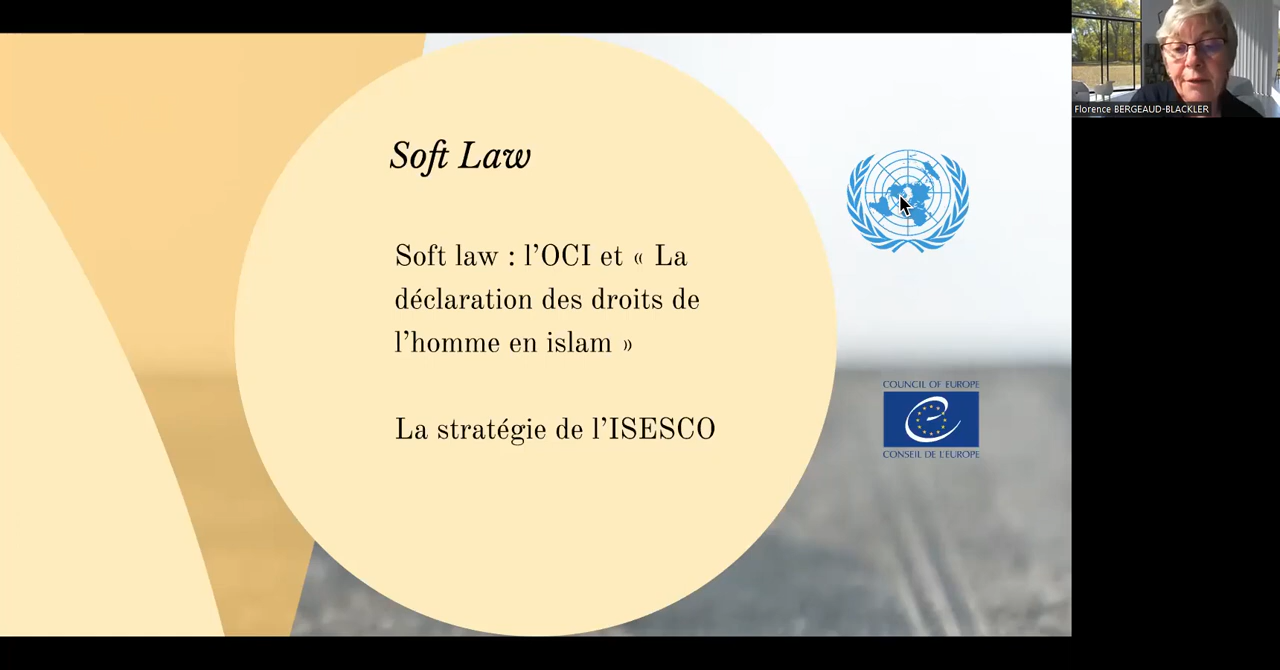 Soft Law
Soft law : l’OCI et « La
déclaration des droits de
l’homme en islam »
La stratégie de l’ISESCO
COUNCIL OF EUROPE
CONSEIL DE L'EUROPE
Florence BERGEAUD-BLACKLER